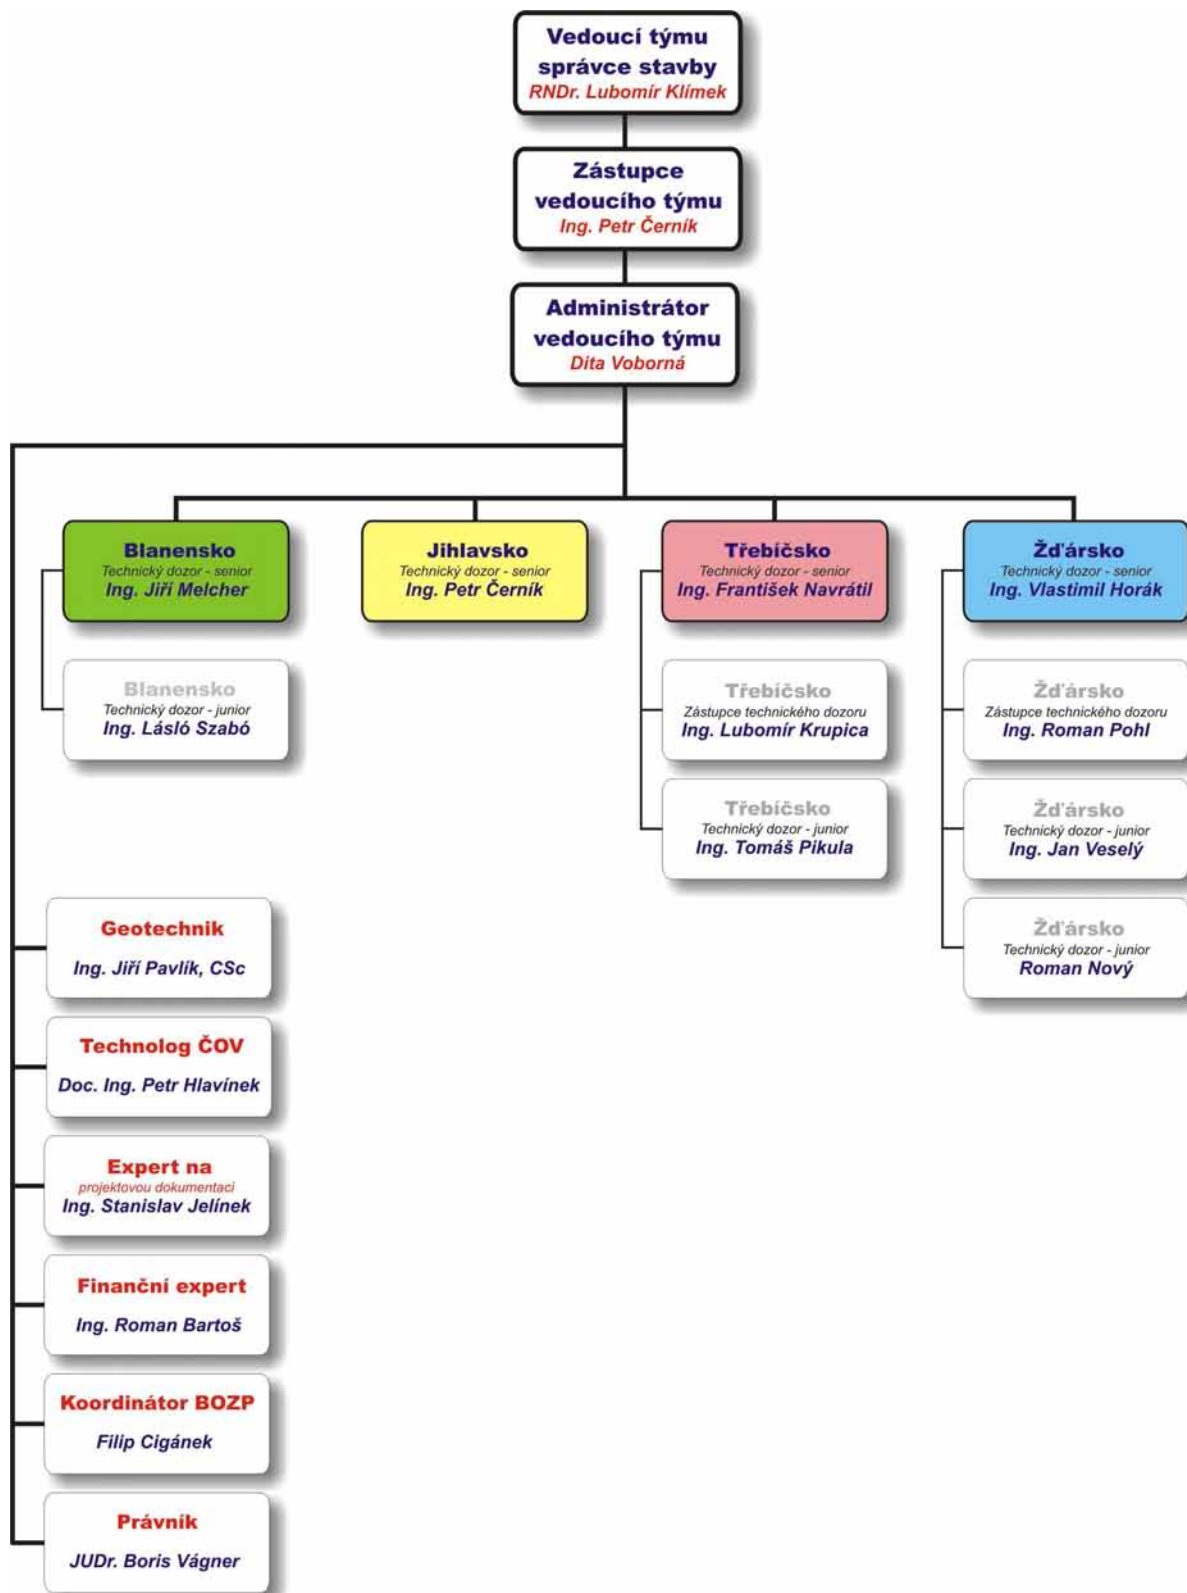 Vedoucí týmu
správce stavby
RNDr. Lubomír Klímek
Zástupce
vedoucího týmu
Ing. Petr Černík
Administrátor
vedoucího týmu
Dita Voborná
Blanensko
Technický dozor - senior
Ing. Jiří Melcher
Blanensko
Technický dozor - junior
Ing. Lásló Szabó
Jihlavsko
Technický dozor - senior
Ing. Petr Černík
Třebíčsko
Technický dozor - senior
Ing. František Navrátil
Třebíčsko
Zástupce technického dozoru
Ing. Lubomír Krupica
Třebíčsko
Technický dozor - junior
Ing. Tomáš Pikula
Žďársko
Technický dozor - senior
Ing. Vlastimil Horák
Žďársko
Zástupce technického dozoru
Ing. Roman Pohl
Žďársko
Technický dozor - junior
Ing. Jan Veselý
Žďársko
Technický dozor - junior
Roman Nový
Geotechnik
Ing. Jiří Pavlík, CSc
Technolog ČOV
Doc. Ing. Petr Hlavínek
Expert na
projektovou dokumentaci
Ing. Stanislav Jelínek
Finanční expert
Ing. Roman Bartoš
Koordinátor BOZP
Filip Cigánek
Právník
JUDr. Boris Vágner